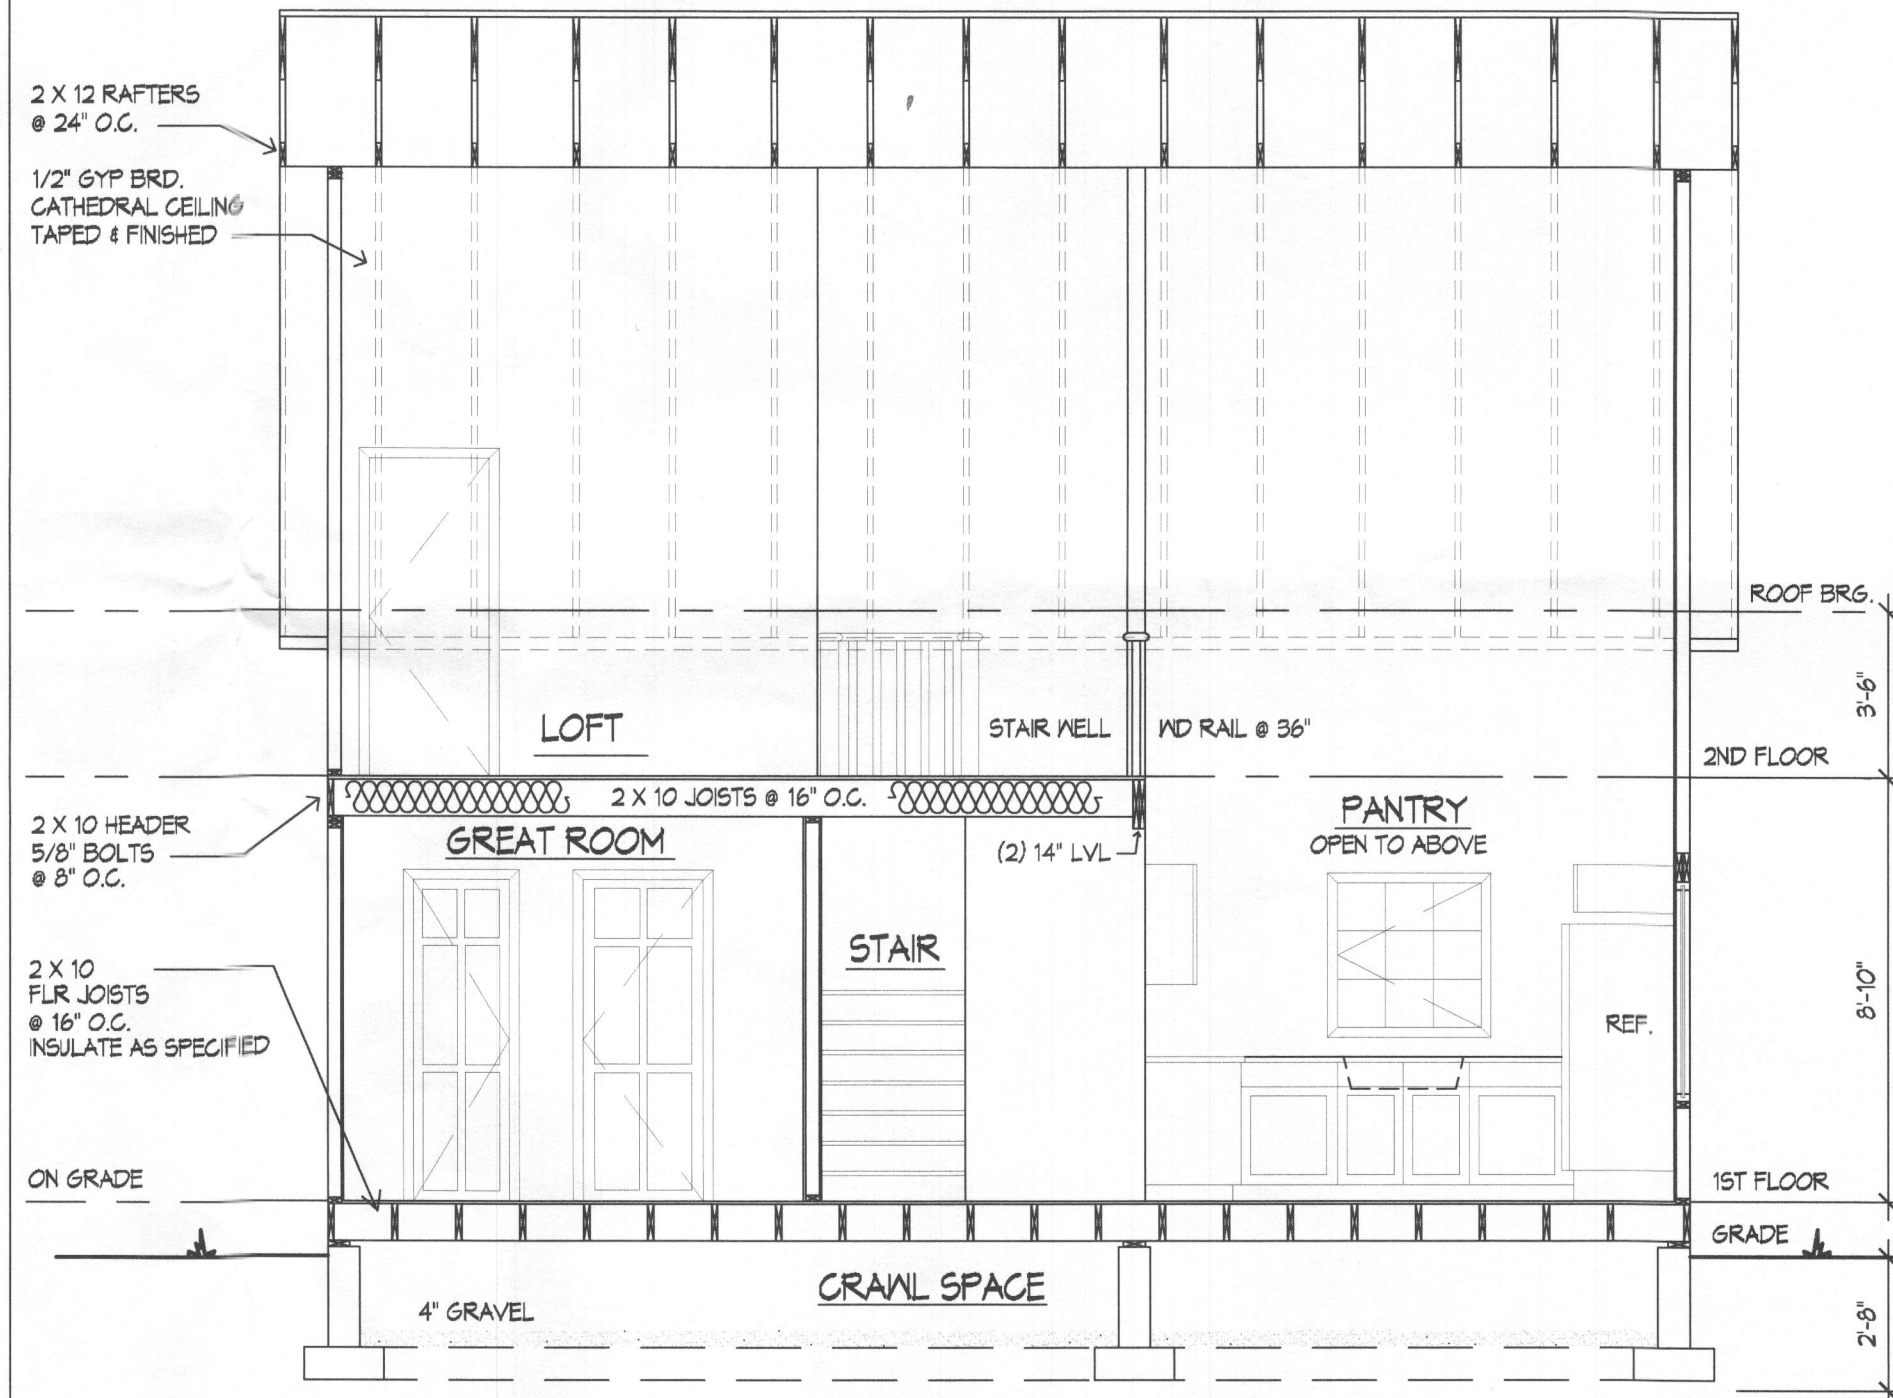 2 X 12 RAFTERS
@ 24" O.C.
1/2" GYP BRD.
CATHEDRAL CEILING
TAPED & FINISHED
ROOF BRG.
3'-6"
LOFT
STAIR WELL
WD RAIL @ 36"
2ND FLOOR
2 X 10 JOISTS @ 16" O.C.
2 X 10 HEADER
5/8" BOLTS
@ 8" O.C.
GREAT ROOM
(2) 14" LVL
PANTRY
OPEN TO ABOVE
STAIR
8'-10"
2 X 10
FLR JOISTS
@ 16" O.C.
INSULATE AS SPECIFIED
REF.
ON GRADE
1ST FLOOR
GRADE
CRAWL SPACE
4" GRAVEL
2'-8"